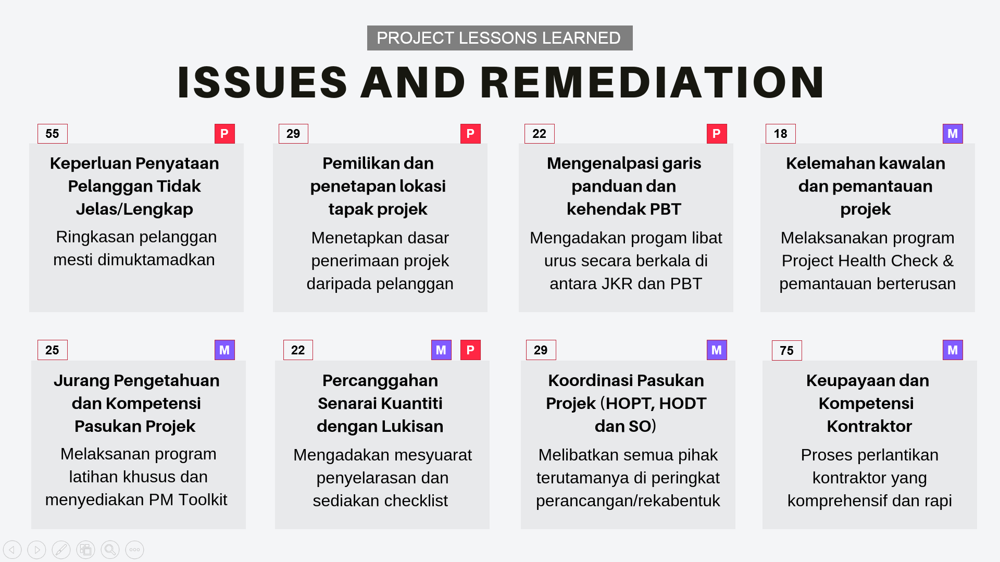 PROJECT LESSONS LEARNED
ISSUES AND REMEDIATION
55
P
Keperluan Penyataan
Pelanggan Tidak
Jelas/Lengkap
Ringkasan pelanggan
mesti dimuktamadkan
29
P
Pemilikan dan
penetapan lokasi
tapak projek
Menetapkan dasar
penerimaan projek
daripada pelanggan
22
P
Mengenalpasi garis
panduan dan
kehendak PBT
Mengadakan progam libat
urus secara berkala di
antara JKR dan PBT
18
M
Kelemahan kawalan
dan pemantauan
projek
Melaksanakan program
Project Health Check &
pemantauan berterusan
25
M
Jurang Pengetahuan
dan Kompetensi
Pasukan Projek
Melaksanan program
latihan khusus dan
menyediakan PM Toolkit
22
M P
Percanggahan
Senarai Kuantiti
dengan Lukisan
Mengadakan mesyuarat
penyelarasan dan
sediakan checklist
29
M
Koordinasi Pasukan
Projek (HOPT, HODT
dan SO)
Melibatkan semua pihak
terutamanya di peringkat
perancangan/rekabentuk
75
M
Keupayaan dan
Kompetensi
Kontraktor
Proses perlantikan
kontraktor yang
komprehensif dan rapi